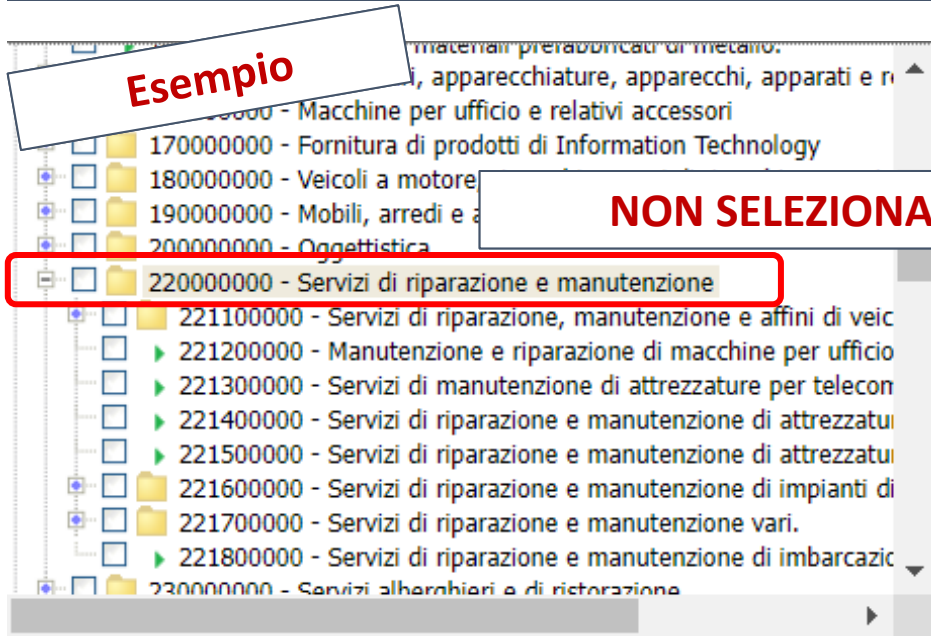 materiali prefabbricati di metallo.
Esempio
, apparecchiature, apparecchi, apparati e
- Macchine per ufficio e relativi accessori
170000000 - Fornitura di prodotti di Information Technology
180000000 - Veicoli a motore,
NON SELEZIONA
190000000 - Mobili, arredi e a
200000000 - Oggettistica
220000000 - Servizi di riparazione e manutenzione
221100000 - Servizi di riparazione, manutenzione e affini di veic
221200000 - Manutenzione e riparazione di macchine per ufficio
221300000 - Servizi di manutenzione di attrezzature per telecom
221400000 - Servizi di riparazione e manutenzione di attrezzatu
221500000 - Servizi di riparazione e manutenzione di attrezzatu
221600000 - Servizi di riparazione e manutenzione di impianti di
221700000 - Servizi di riparazione e manutenzione vari.
221800000 - Servizi di riparazione e manutenzione di imbarcazio
230000000 - Servizi alberghieri e di ristorazione